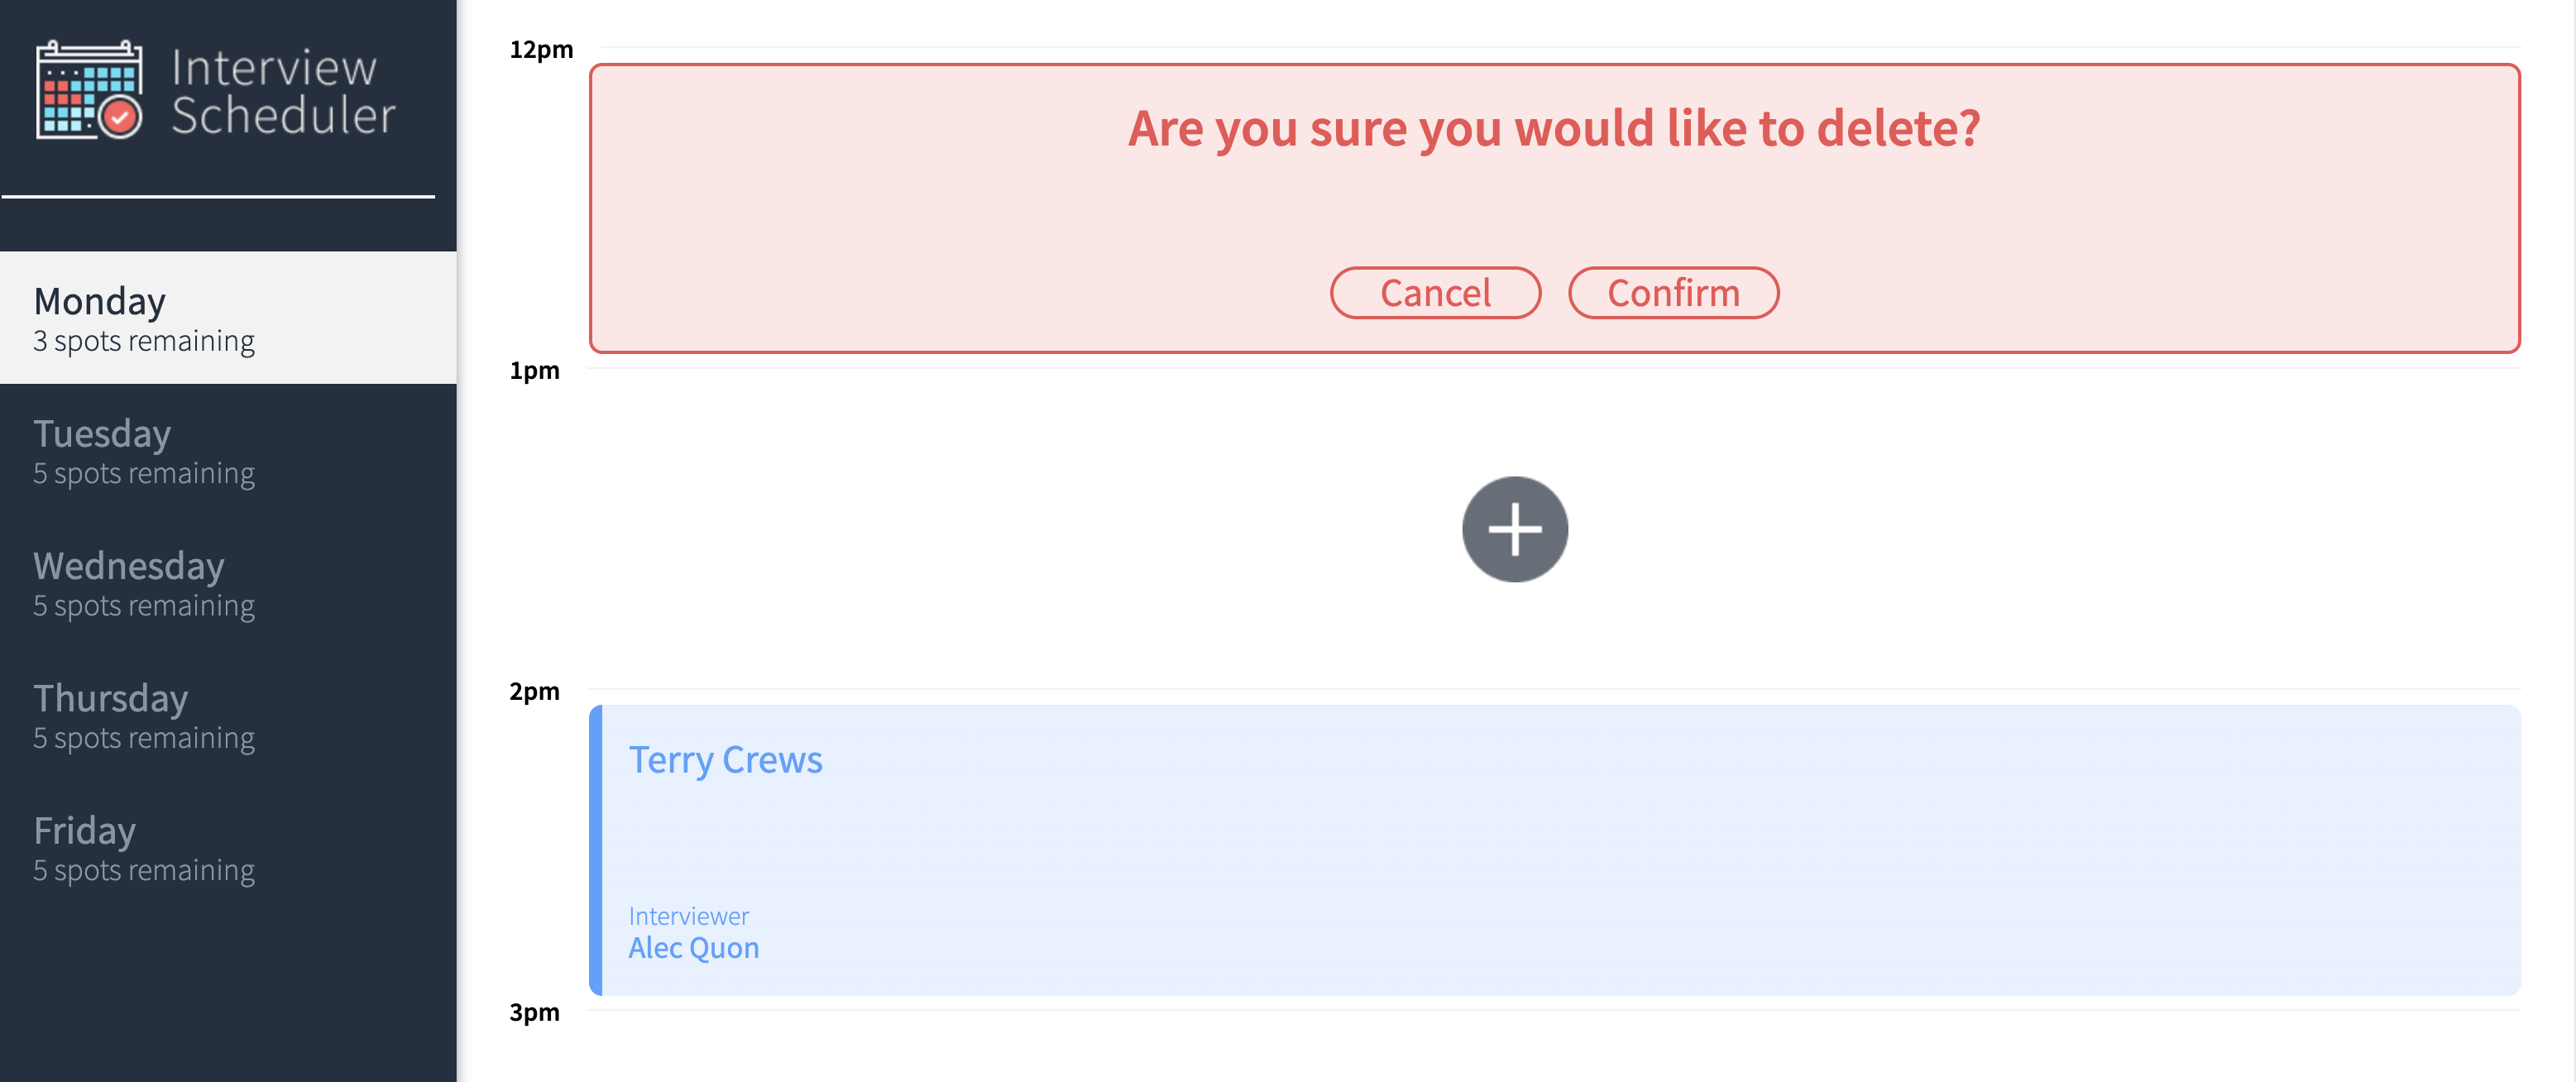 Interview
Scheduler
Monday
3 spots remaining
Tuesday
5 spots remaining
Wednesday
5 spots remaining
Thursday
5 spots remaining
Friday
5 spots remaining
12pm
Are you sure you would like to delete?
Cancel Confirm
1pm
2pm
Terry Crews
Interviewer
Alec Quon
3pm